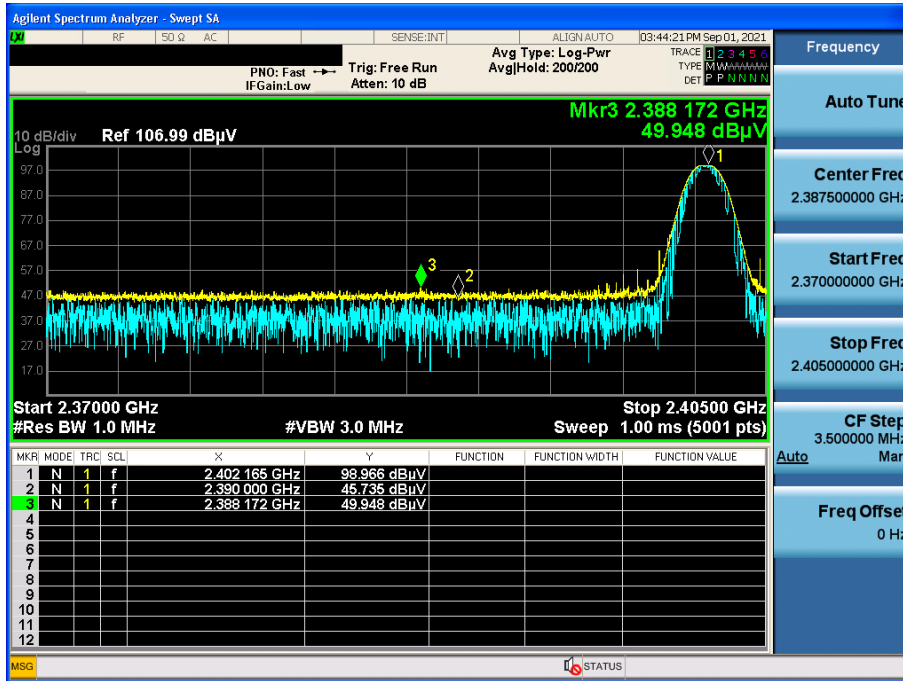 Agilent Spectrum Analyzer - Swept SA
LXI RF 50 Ω AC SENSE:INT ALIGN AUTO 03:44:21 PM Sep 01, 2021
PNO: Fast
IFGain:Low
Trig: Free Run
Atten: 10 dB
Avg Type: Log-Pwr
Avg|Hold: 200/200
TRACE 1 2 3 4 5 6
TYPE M W
DET P P N N N N
Mkr3 2.388 172 GHz
49.948 dBµV
10 dB/div Ref 106.99 dBµV
Log
97.0
87.0
77.0
67.0
57.0
47.0
37.0
27.0
17.0
1
3
2
Start 2.37000 GHz Stop 2.40500 GHz
#Res BW 1.0 MHz #VBW 3.0 MHz Sweep 1.00 ms (5001 pts)
MKR MODE TRC SCL X Y FUNCTION FUNCTION WIDTH FUNCTION VALUE
1 N 1 f 2.402 165 GHz 98.966 dBµV
2 N 1 f 2.390 000 GHz 45.735 dBµV
3 N 1 f 2.388 172 GHz 49.948 dBµV
4
5
6
7
8
9
10
11
12
MSG STATUS
Frequency
Auto Tune
Center Freq
2.387500000 GHz
Start Freq
2.370000000 GHz
Stop Freq
2.405000000 GHz
CF Step
3.500000 MHz
Auto Man
Freq Offset
0 Hz